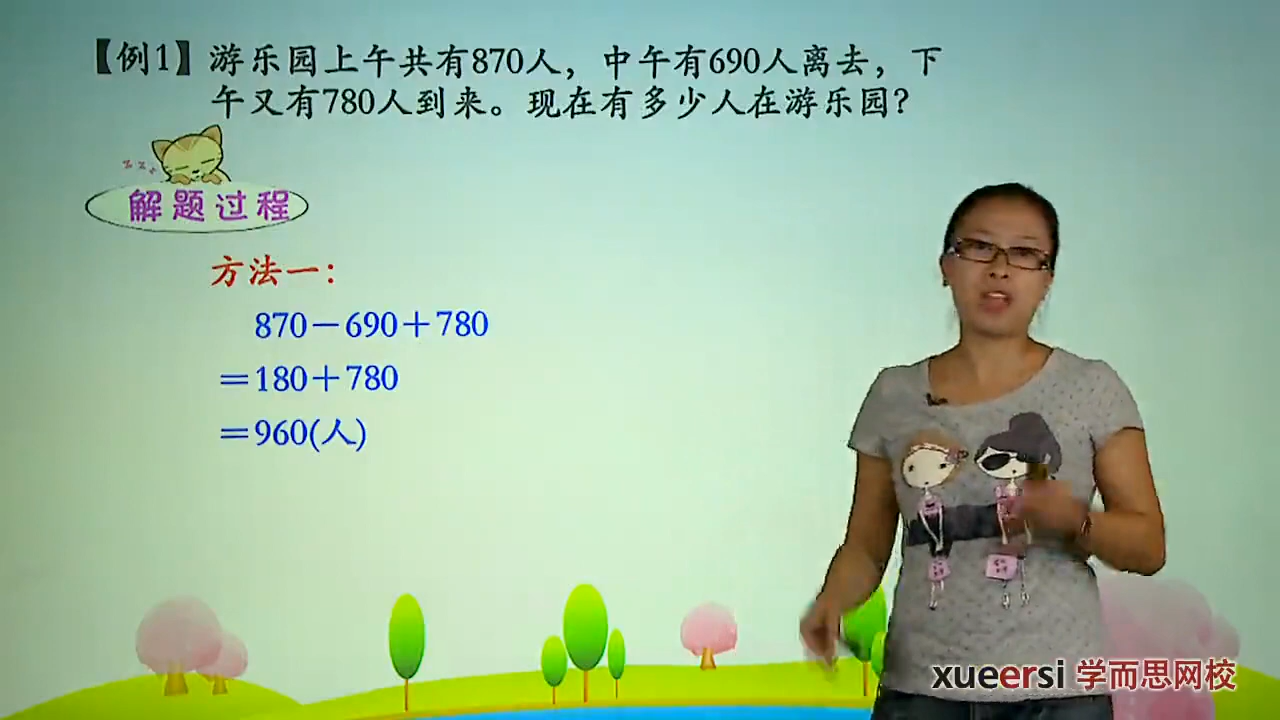 【例1】游乐园上午共有870人，中午有690人离去，下
午又有780人到来。现在有多少人在游乐园？
z z z
解题过程
方法一：
870－690＋780
＝180＋780
＝960(人)
xueersi 学而思网校